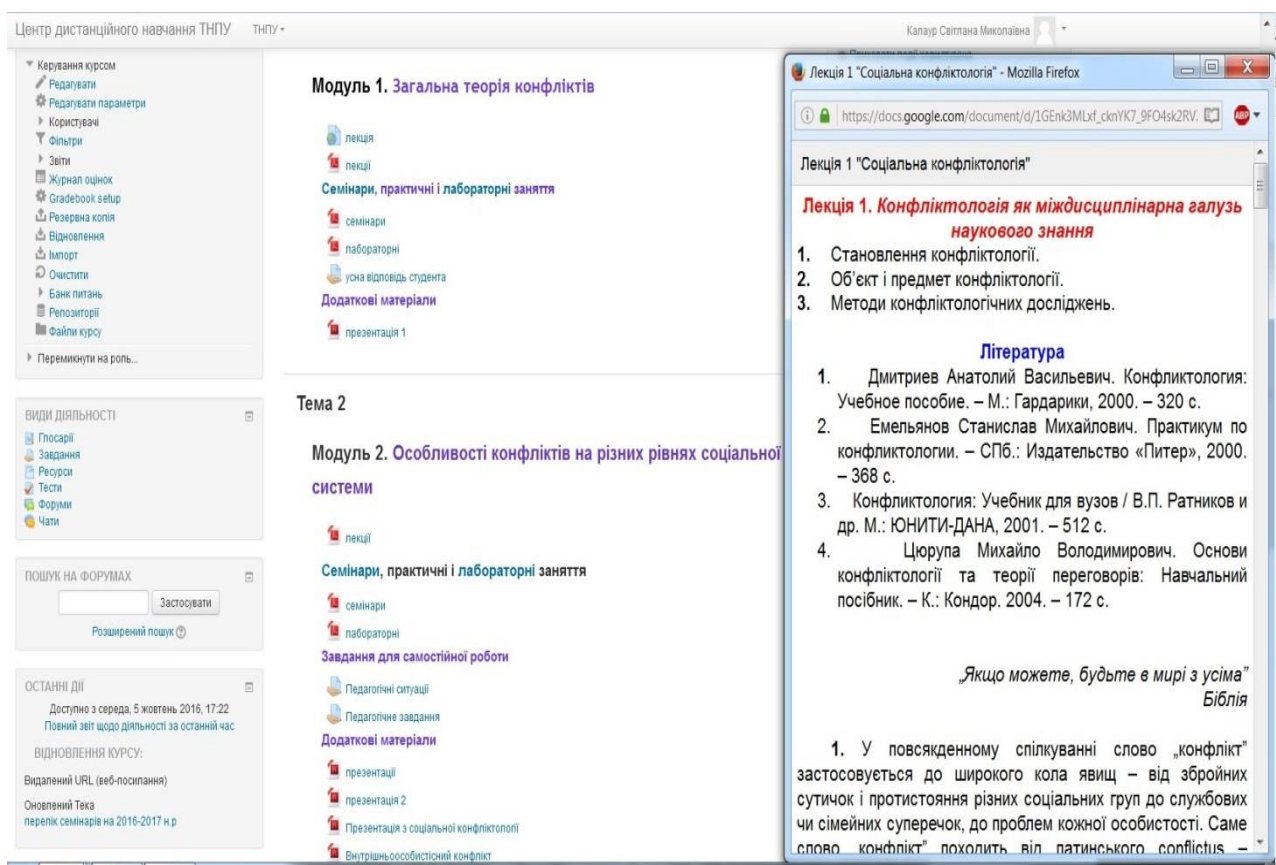 Центр дистанційного навчання ТНПУ ТНПУ
Капаур Світлана Миколаївна
Керування курсом
Редагувати
Редагувати параметри
Користувачі
Фільтри
Звіти
Журнал оцінок
Gradebook setup
Резервна копія
Відновлення
Імпорт
Очистити
Банк питань
Репозиторії
Файли курсу
Перемикнути на роль...
ВИДИ ДІЯЛЬНОСТІ
Глосарії
Завдання
Ресурси
Тести
Форуми
Чати
ПОШУК НА ФОРУМАХ
Застосувати
Розширений пошук
ОСТАННІ ДІЇ
Доступно з середа, 5 жовтень 2016, 17:22
Повний звіт щодо діяльності за останній час
ВІДНОВЛЕННЯ КУРСУ:
Видалений URL (веб-посилання)
Оновлений Тека
перелік семінарів на 2016-2017 н.р
Модуль 1. Загальна теорія конфліктів
лекція
лекції
Семінари, практичні і лабораторні заняття
семінари
лабораторні
усна відповідь студента
Додаткові матеріали
презентація 1
Тема 2
Модуль 2. Особливості конфліктів на різних рівнях соціальної
системи
лекції
Семінари, практичні і лабораторні заняття
семінари
лабораторні
Завдання для самостійної роботи
Педагогічні ситуації
Педагогічне завдання
Додаткові матеріали
презентації
презентація 2
Презентація з соціальної конфліктології
Внутрішньоособистісний конфлікт
Лекція 1 "Соціальна конфліктологія" - Mozilla Firefox
https://docs.google.com/document/d/1GEnk3MLxf_cknYK7_9FO4sk2RV.
ABP
Лекція 1 "Соціальна конфліктологія"
Лекція 1. Конфліктологія як міждисциплінарна галузь
наукового знання
1. Становлення конфліктології.
2. Об’єкт і предмет конфліктології.
3. Методи конфліктологічних досліджень.
Література
1. Дмитриев Анатолий Васильевич. Конфликтология:
Учебное пособие. – М.: Гардарики, 2000. – 320 с.
2. Емельянов Станислав Михайлович. Практикум по
конфликтологии. – СПб.: Издательство «Питер», 2000.
– 368 с.
3. Конфликтология: Учебник для вузов / В.П. Ратников и
др. М.: ЮНИТИ-ДАНА, 2001. – 512 с.
4. Цюрупа Михайло Володимирович. Основи
конфліктології та теорії переговорів: Навчальний
посібник. – К.: Кондор. 2004. – 172 с.
„Якщо можете, будьте в мирі з усіма”
Біблія
1. У повсякденному спілкуванні слово „конфлікт”
застосовується до широкого кола явищ – від збройних
сутичок і протистояння різних соціальних груп до службових
чи сімейних суперечок, до проблем кожної особистості. Саме
слово „конфлікт” походить від латинського conflictus –